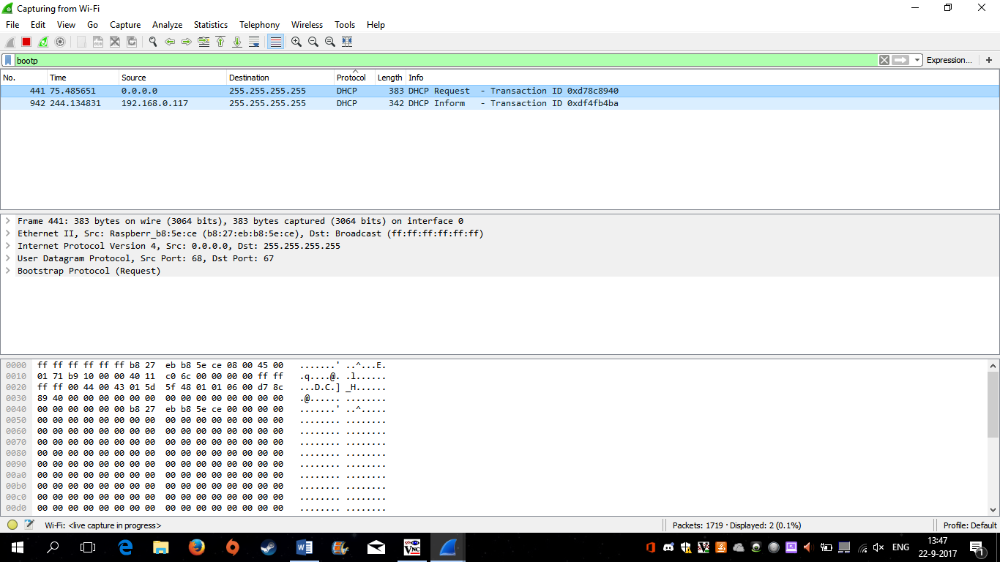 Capturing from Wi-Fi
File Edit View Go Capture Analyze Statistics Telephony Wireless Tools Help
bootp Expression... +
No. Time Source Destination Protocol Length Info
441 75.485651 0.0.0.0 255.255.255.255 DHCP 383 DHCP Request - Transaction ID 0xd78c8940
942 244.134831 192.168.0.117 255.255.255.255 DHCP 342 DHCP Inform - Transaction ID 0xdf4fb4ba
Frame 441: 383 bytes on wire (3064 bits), 383 bytes captured (3064 bits) on interface 0
Ethernet II, Src: Raspberr_b8:5e:ce (b8:27:eb:b8:5e:ce), Dst: Broadcast (ff:ff:ff:ff:ff:ff)
Internet Protocol Version 4, Src: 0.0.0.0, Dst: 255.255.255.255
User Datagram Protocol, Src Port: 68, Dst Port: 67
Bootstrap Protocol (Request)
0000 ff ff ff ff ff ff b8 27 eb b8 5e ce 08 00 45 00 .......' ..^...E.
0010 01 71 b9 10 00 00 40 11 c0 6c 00 00 00 00 ff ff .q....@. .l......
0020 ff ff 00 44 00 43 01 5d 5f 48 01 01 06 00 d7 8c ...D.C.] _H......
0030 89 40 00 00 00 00 00 00 00 00 00 00 00 00 00 00 .@...... ........
0040 00 00 00 00 00 00 b8 27 eb b8 5e ce 00 00 00 00 .......' ..^.....
0050 00 00 00 00 00 00 00 00 00 00 00 00 00 00 00 00 ........ ........
0060 00 00 00 00 00 00 00 00 00 00 00 00 00 00 00 00 ........ ........
0070 00 00 00 00 00 00 00 00 00 00 00 00 00 00 00 00 ........ ........
0080 00 00 00 00 00 00 00 00 00 00 00 00 00 00 00 00 ........ ........
0090 00 00 00 00 00 00 00 00 00 00 00 00 00 00 00 00 ........ ........
00a0 00 00 00 00 00 00 00 00 00 00 00 00 00 00 00 00 ........ ........
00b0 00 00 00 00 00 00 00 00 00 00 00 00 00 00 00 00 ........ ........
00c0 00 00 00 00 00 00 00 00 00 00 00 00 00 00 00 00 ........ ........
00d0 00 00 00 00 00 00 00 00 00 00 00 00 00 00 00 00 ........ ........
Wi-Fi: <live capture in progress> Packets: 1719 · Displayed: 2 (0.1%) Profile: Default
ENG 13:47
22-9-2017